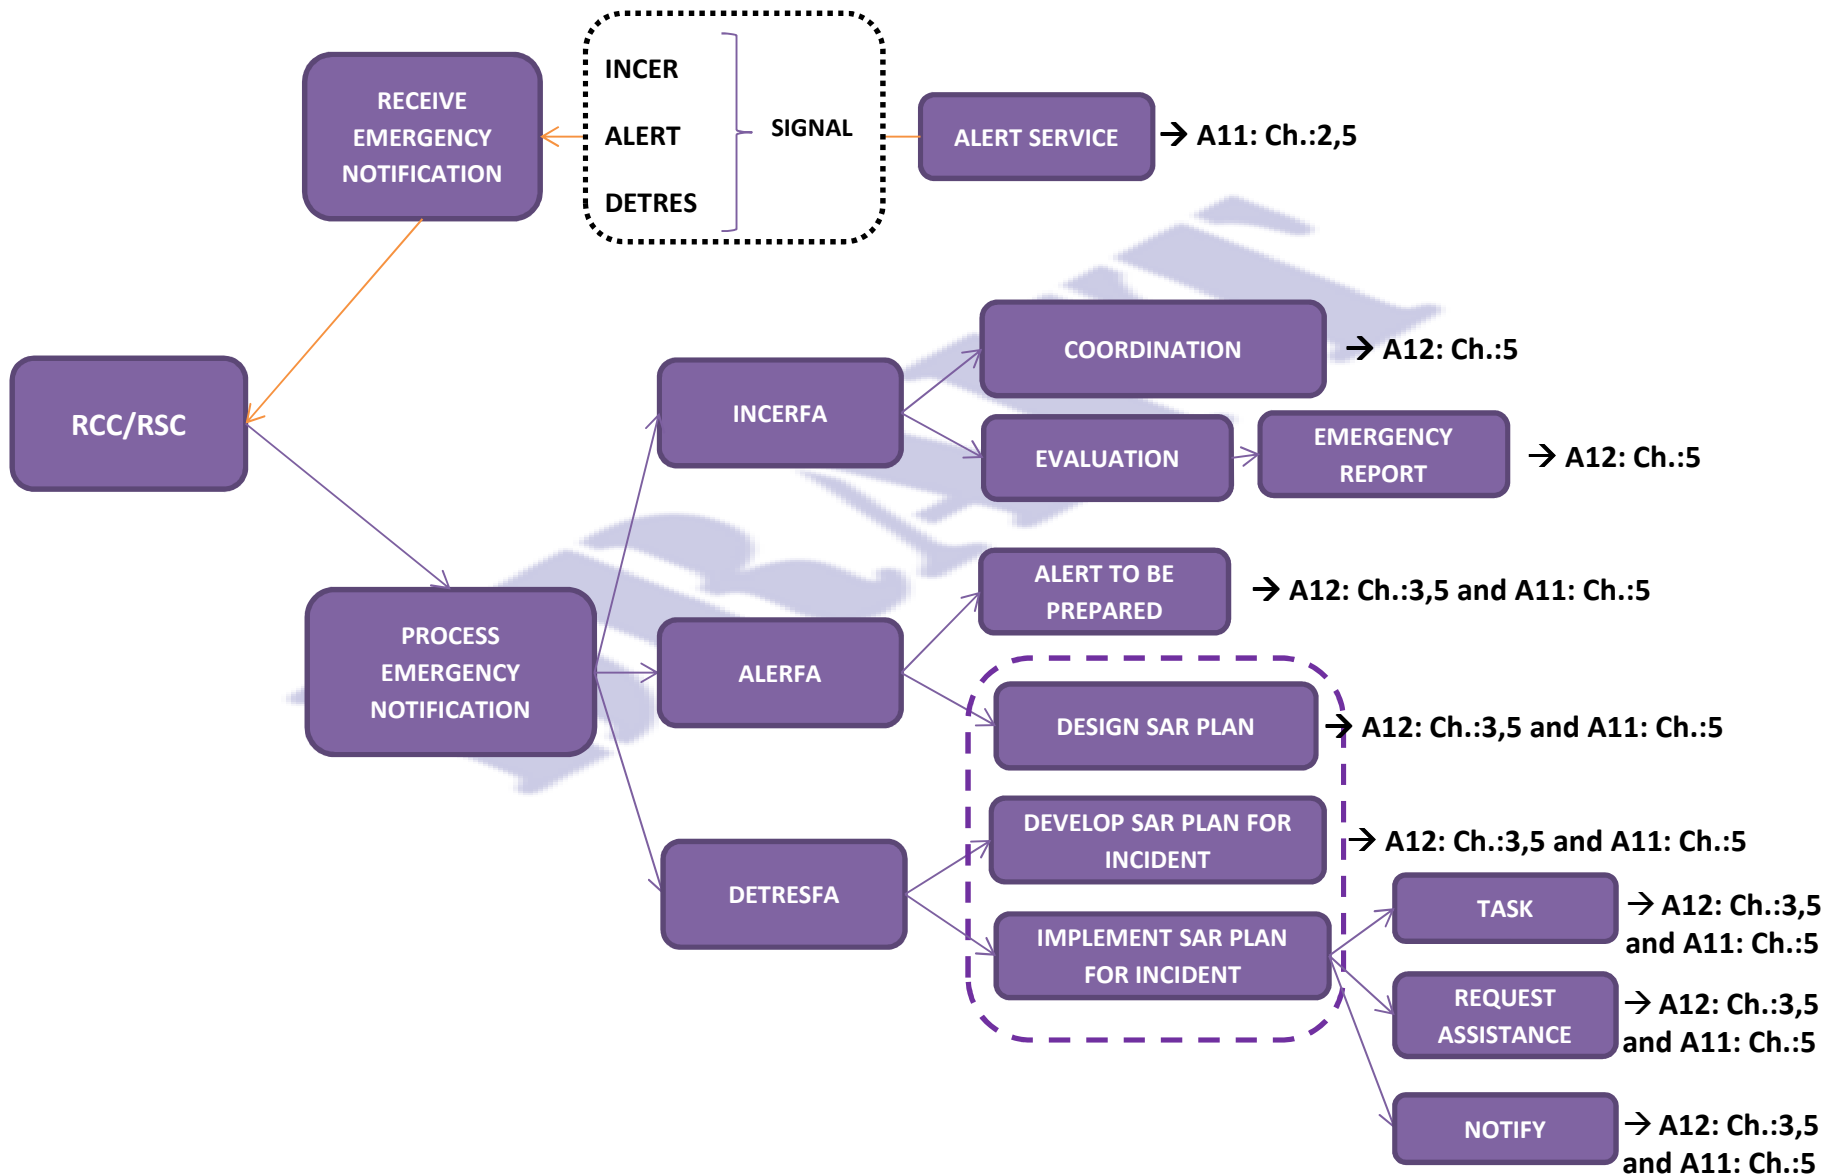 RECEIVE
EMERGENCY
NOTIFICATION
INCER
ALERT
DETRES
SIGNAL
ALERT SERVICE
→ A11: Ch.:2,5
RCC/RSC
INCERFA
COORDINATION
→ A12: Ch.:5
EVALUATION
EMERGENCY
REPORT
→ A12: Ch.:5
PROCESS
EMERGENCY
NOTIFICATION
ALERFA
ALERT TO BE
PREPARED
→ A12: Ch.:3,5 and A11: Ch.:5
DESIGN SAR PLAN
→ A12: Ch.:3,5 and A11: Ch.:5
DETRESFA
DEVELOP SAR PLAN FOR
INCIDENT
→ A12: Ch.:3,5 and A11: Ch.:5
IMPLEMENT SAR PLAN
FOR INCIDENT
TASK
→ A12: Ch.:3,5
and A11: Ch.:5
REQUEST
ASSISTANCE
→ A12: Ch.:3,5
and A11: Ch.:5
NOTIFY
→ A12: Ch.:3,5
and A11: Ch.:5